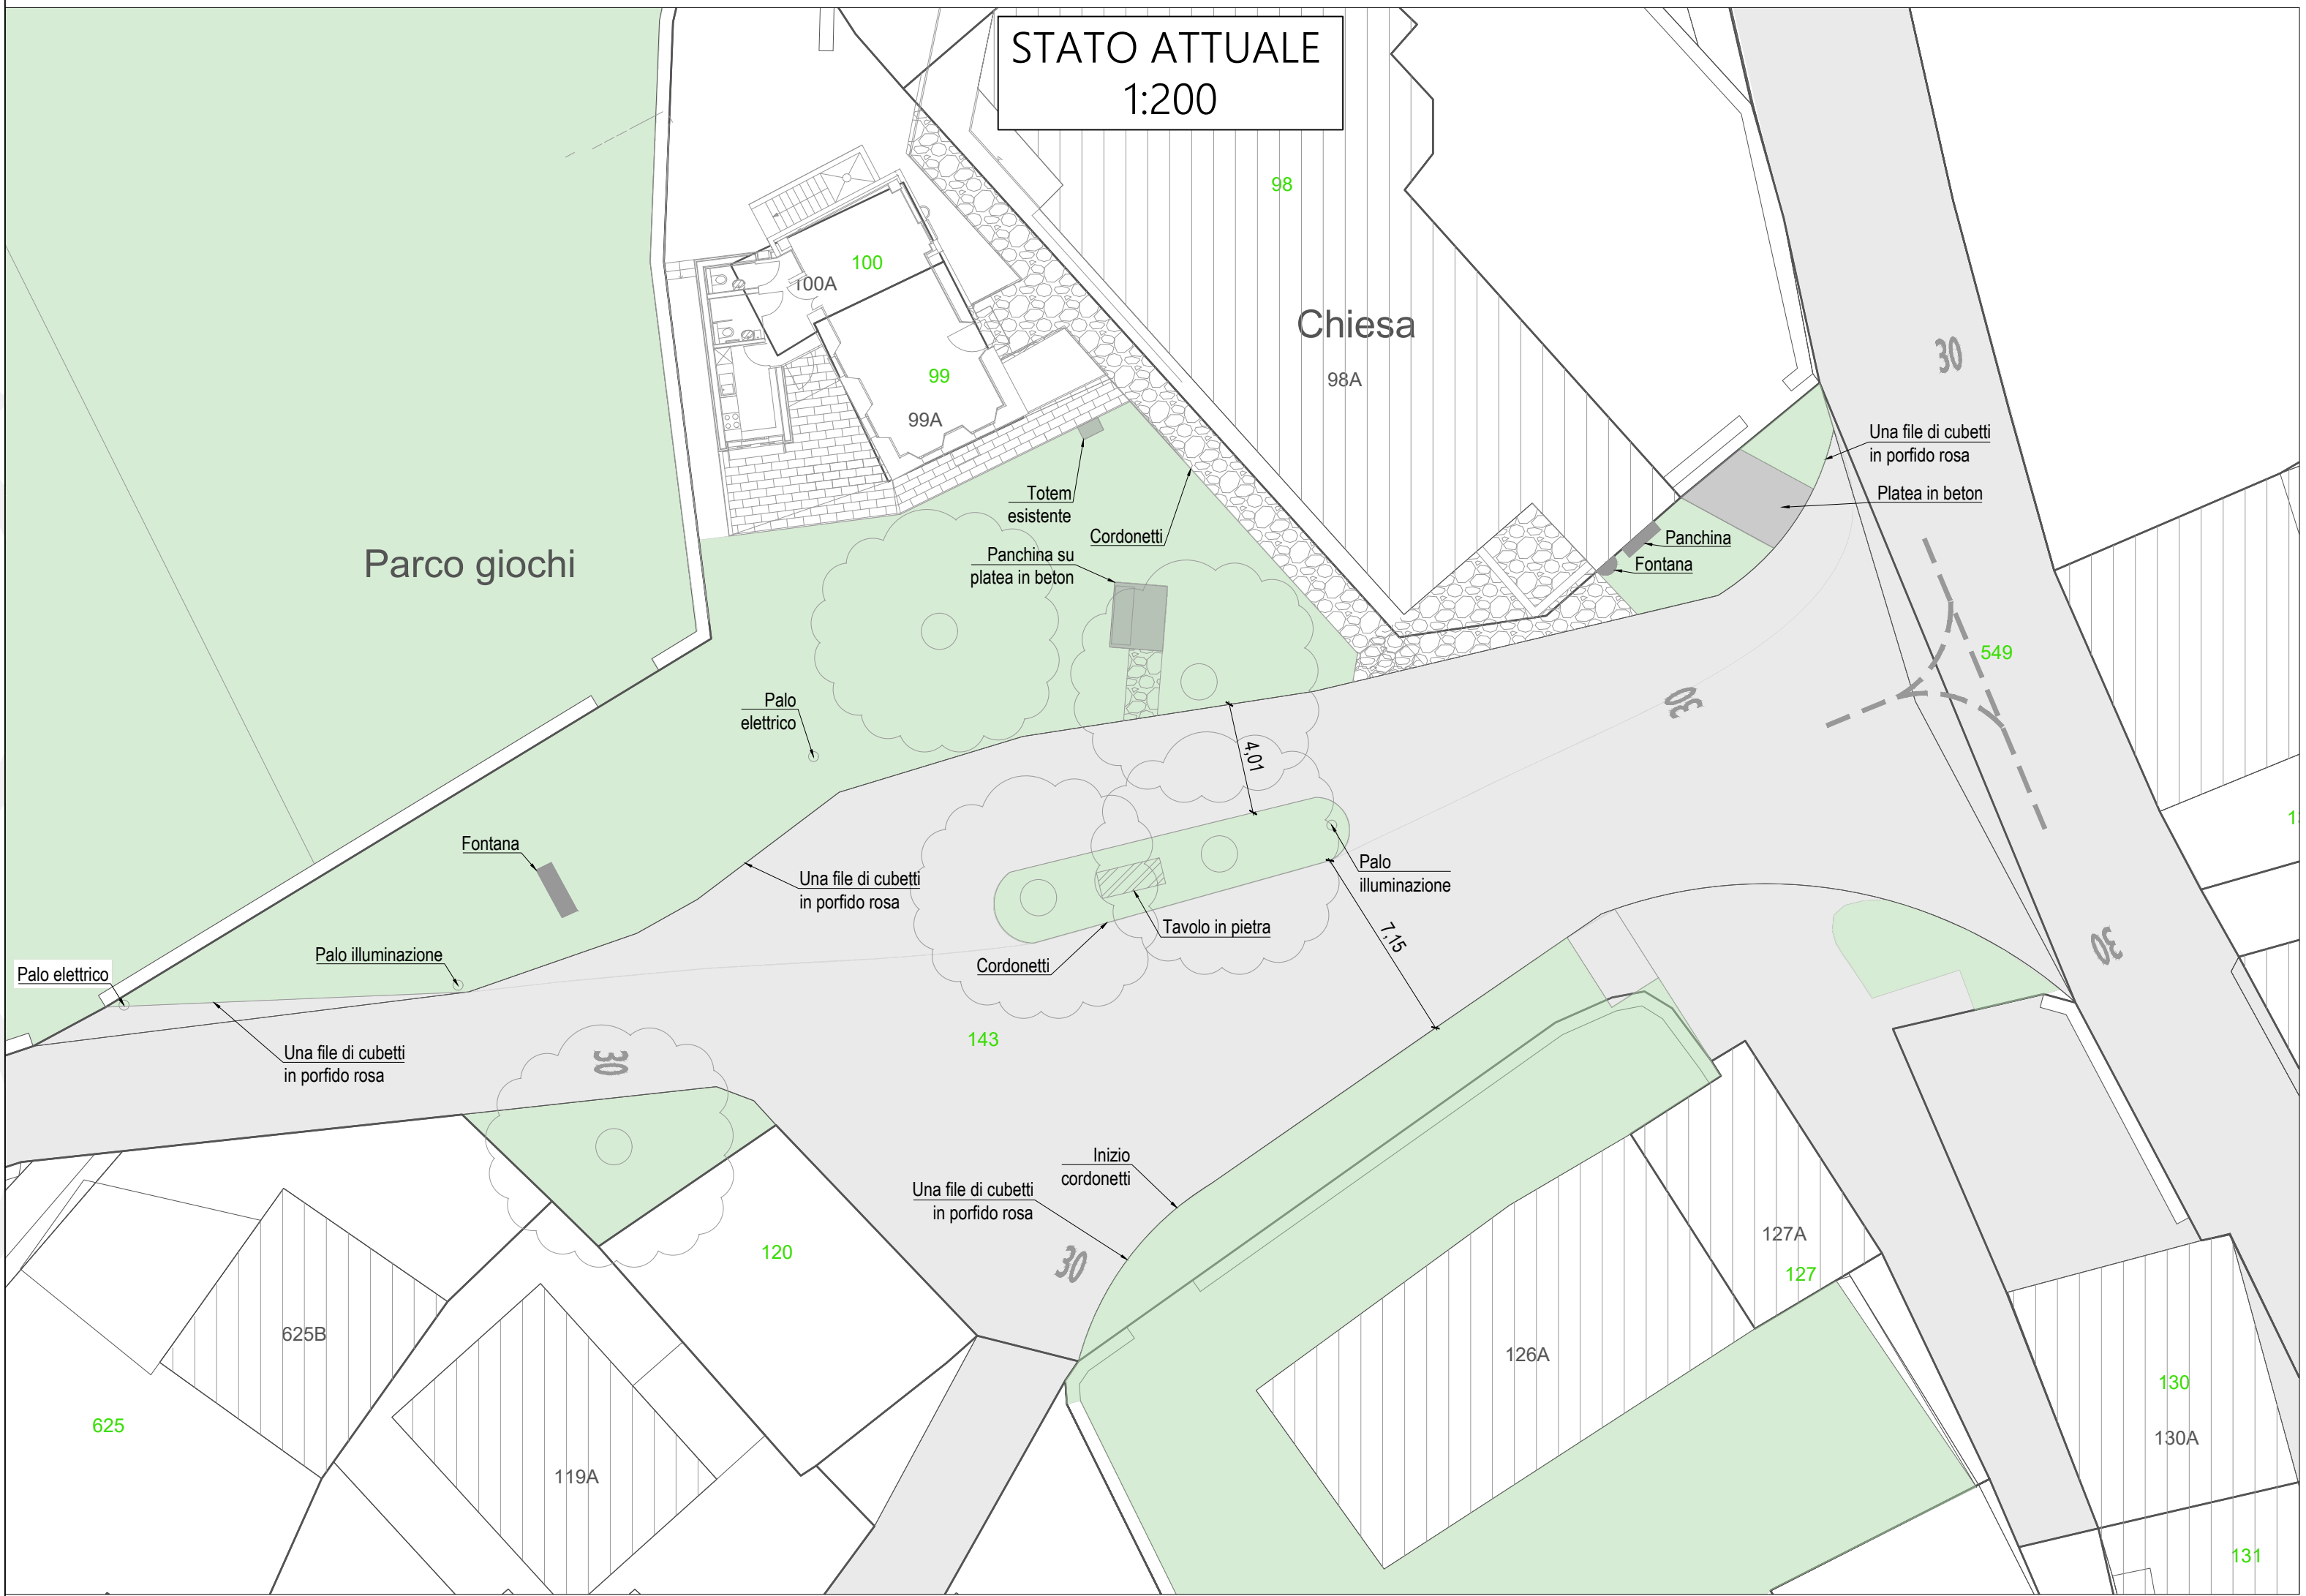 STATO ATTUALE
1:200
98
100
100A
Chiesa
30
99
98A
99A
Una file di cubetti
in porfido rosa
Totem
esistente
Platea in beton
Cordonetti
Panchina
Parco giochi
Panchina su
platea in beton
Fontana
549
Palo
elettrico
30
4,01
Fontana
Palo
illuminazione
Una file di cubetti
in porfido rosa
Tavolo in pietra
7,15
30
Palo illuminazione
Cordonetti
Palo elettrico
143
Una file di cubetti
in porfido rosa
30
Inizio
cordonetti
Una file di cubetti
in porfido rosa
127A
120
30
127
625B
126A
130
625
130A
119A
131